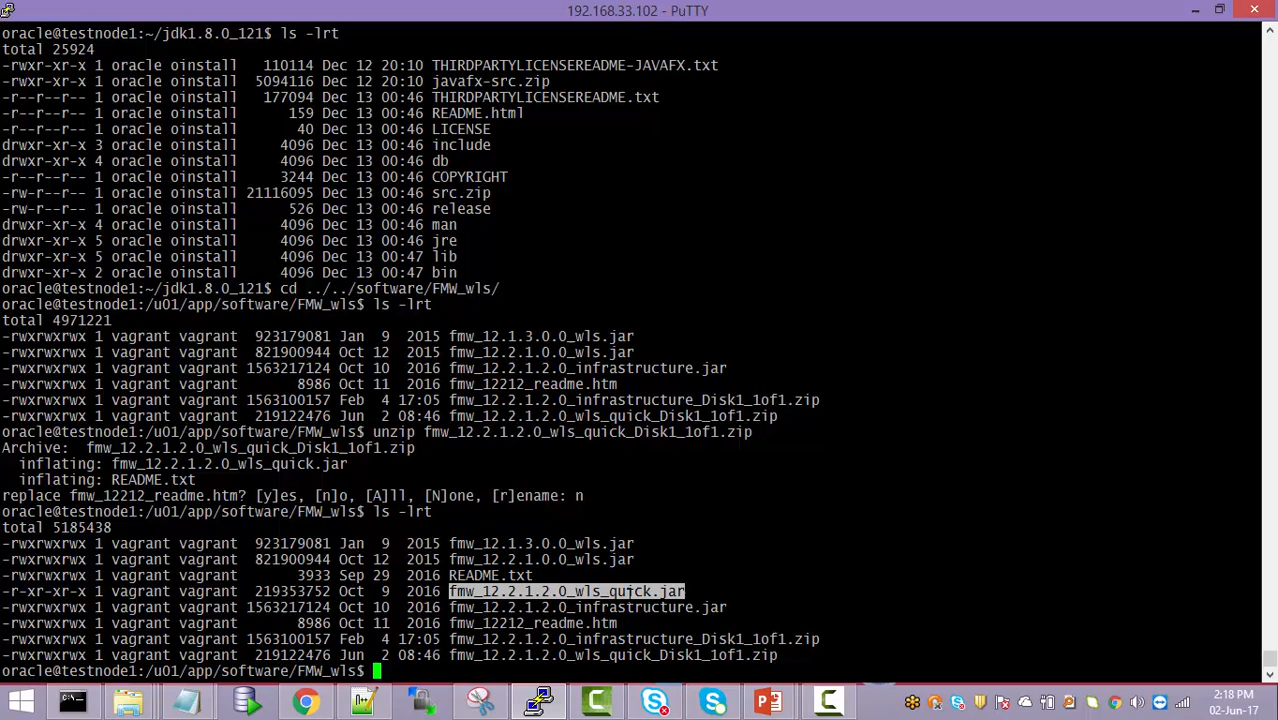 192.168.33.102 - PuTTY
oracle@testnode1:~/jdk1.8.0_121$ ls -lrt
total 25924
-rwxr-xr-x 1 oracle oinstall   110114 Dec 12 20:10 THIRDPARTYLICENSEREADME-JAVAFX.txt
-rwxr-xr-x 1 oracle oinstall  5094116 Dec 12 20:10 javafx-src.zip
-r--r--r-- 1 oracle oinstall   177094 Dec 13 00:46 THIRDPARTYLICENSEREADME.txt
-r--r--r-- 1 oracle oinstall      159 Dec 13 00:46 README.html
-r--r--r-- 1 oracle oinstall       40 Dec 13 00:46 LICENSE
drwxr-xr-x 3 oracle oinstall     4096 Dec 13 00:46 include
drwxr-xr-x 4 oracle oinstall     4096 Dec 13 00:46 db
-r--r--r-- 1 oracle oinstall     3244 Dec 13 00:46 COPYRIGHT
-rw-r--r-- 1 oracle oinstall 21116095 Dec 13 00:46 src.zip
-rw-r--r-- 1 oracle oinstall      526 Dec 13 00:46 release
drwxr-xr-x 4 oracle oinstall     4096 Dec 13 00:46 man
drwxr-xr-x 5 oracle oinstall     4096 Dec 13 00:46 jre
drwxr-xr-x 5 oracle oinstall     4096 Dec 13 00:47 lib
drwxr-xr-x 2 oracle oinstall     4096 Dec 13 00:47 bin
oracle@testnode1:~/jdk1.8.0_121$ cd ../../software/FMW_wls/
oracle@testnode1:/u01/app/software/FMW_wls$ ls -lrt
total 4971221
-rwxrwxrwx 1 vagrant vagrant  923179081 Jan  9  2015 fmw_12.1.3.0.0_wls.jar
-rwxrwxrwx 1 vagrant vagrant  821900944 Oct 12  2015 fmw_12.2.1.0.0_wls.jar
-rwxrwxrwx 1 vagrant vagrant 1563217124 Oct 10  2016 fmw_12.2.1.2.0_infrastructure.jar
-rwxrwxrwx 1 vagrant vagrant       8986 Oct 11  2016 fmw_12212_readme.htm
-rwxrwxrwx 1 vagrant vagrant 1563100157 Feb  4 17:05 fmw_12.2.1.2.0_infrastructure_Disk1_1of1.zip
-rwxrwxrwx 1 vagrant vagrant  219122476 Jun  2 08:46 fmw_12.2.1.2.0_wls_quick_Disk1_1of1.zip
oracle@testnode1:/u01/app/software/FMW_wls$ unzip fmw_12.2.1.2.0_wls_quick_Disk1_1of1.zip
Archive:  fmw_12.2.1.2.0_wls_quick_Disk1_1of1.zip
  inflating: fmw_12.2.1.2.0_wls_quick.jar
  inflating: README.txt
replace fmw_12212_readme.htm? [y]es, [n]o, [A]ll, [N]one, [r]ename: n
oracle@testnode1:/u01/app/software/FMW_wls$ ls -lrt
total 5185438
-rwxrwxrwx 1 vagrant vagrant  923179081 Jan  9  2015 fmw_12.1.3.0.0_wls.jar
-rwxrwxrwx 1 vagrant vagrant  821900944 Oct 12  2015 fmw_12.2.1.0.0_wls.jar
-rwxrwxrwx 1 vagrant vagrant       3933 Sep 29  2016 README.txt
-r-xr-xr-x 1 vagrant vagrant  219353752 Oct  9  2016 fmw_12.2.1.2.0_wls_quick.jar
-rwxrwxrwx 1 vagrant vagrant 1563217124 Oct 10  2016 fmw_12.2.1.2.0_infrastructure.jar
-rwxrwxrwx 1 vagrant vagrant       8986 Oct 11  2016 fmw_12212_readme.htm
-rwxrwxrwx 1 vagrant vagrant 1563100157 Feb  4 17:05 fmw_12.2.1.2.0_infrastructure_Disk1_1of1.zip
-rwxrwxrwx 1 vagrant vagrant  219122476 Jun  2 08:46 fmw_12.2.1.2.0_wls_quick_Disk1_1of1.zip
oracle@testnode1:/u01/app/software/FMW_wls$
2:18 PM
02-Jun-17